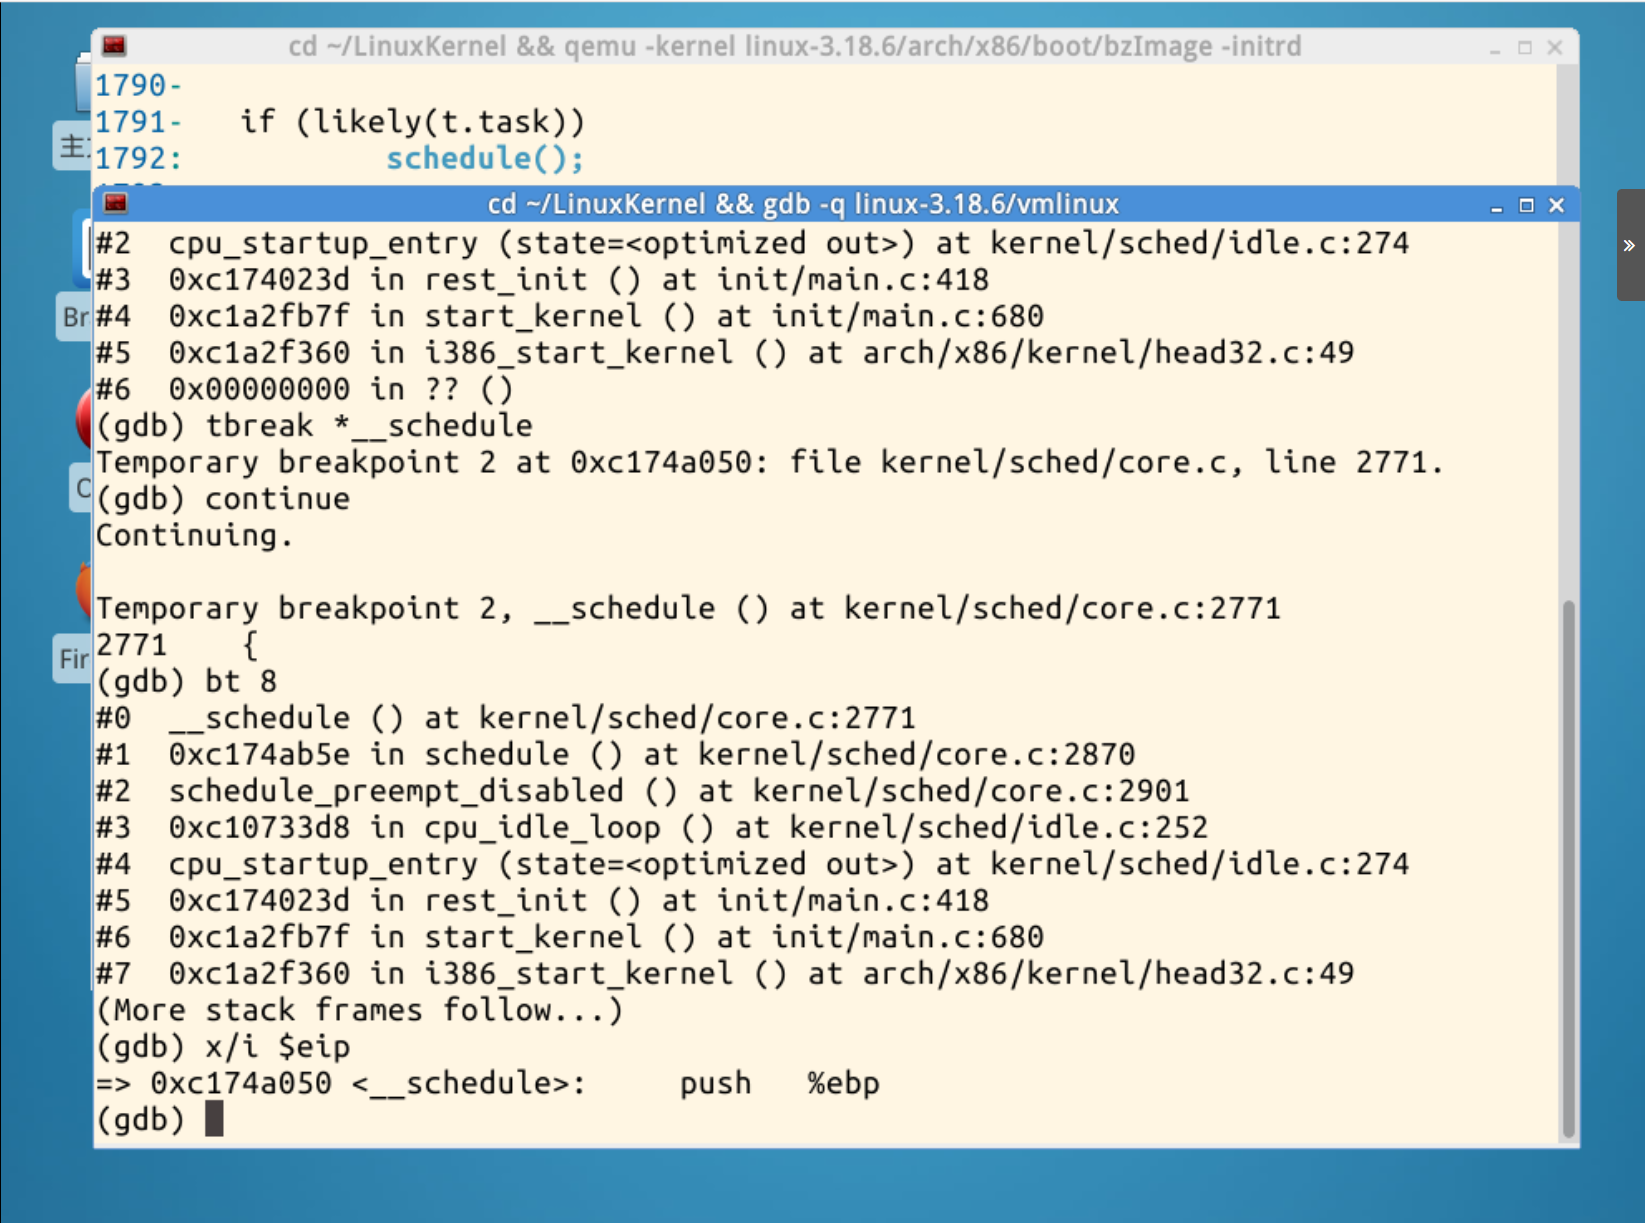 cd ~/LinuxKernel && qemu -kernel linux-3.18.6/arch/x86/boot/bzImage -initrd
1790-
1791-   if (likely(t.task))
1792:           schedule();
cd ~/LinuxKernel && gdb -q linux-3.18.6/vmlinux
#2  cpu_startup_entry (state=<optimized out>) at kernel/sched/idle.c:274
#3  0xc174023d in rest_init () at init/main.c:418
#4  0xc1a2fb7f in start_kernel () at init/main.c:680
#5  0xc1a2f360 in i386_start_kernel () at arch/x86/kernel/head32.c:49
#6  0x00000000 in ?? ()
(gdb) tbreak *__schedule
Temporary breakpoint 2 at 0xc174a050: file kernel/sched/core.c, line 2771.
(gdb) continue
Continuing.

Temporary breakpoint 2, __schedule () at kernel/sched/core.c:2771
2771    {
(gdb) bt 8
#0  __schedule () at kernel/sched/core.c:2771
#1  0xc174ab5e in schedule () at kernel/sched/core.c:2870
#2  schedule_preempt_disabled () at kernel/sched/core.c:2901
#3  0xc10733d8 in cpu_idle_loop () at kernel/sched/idle.c:252
#4  cpu_startup_entry (state=<optimized out>) at kernel/sched/idle.c:274
#5  0xc174023d in rest_init () at init/main.c:418
#6  0xc1a2fb7f in start_kernel () at init/main.c:680
#7  0xc1a2f360 in i386_start_kernel () at arch/x86/kernel/head32.c:49
(More stack frames follow...)
(gdb) x/i $eip
=> 0xc174a050 <__schedule>:     push   %ebp
(gdb)
主
Br
Fir
»